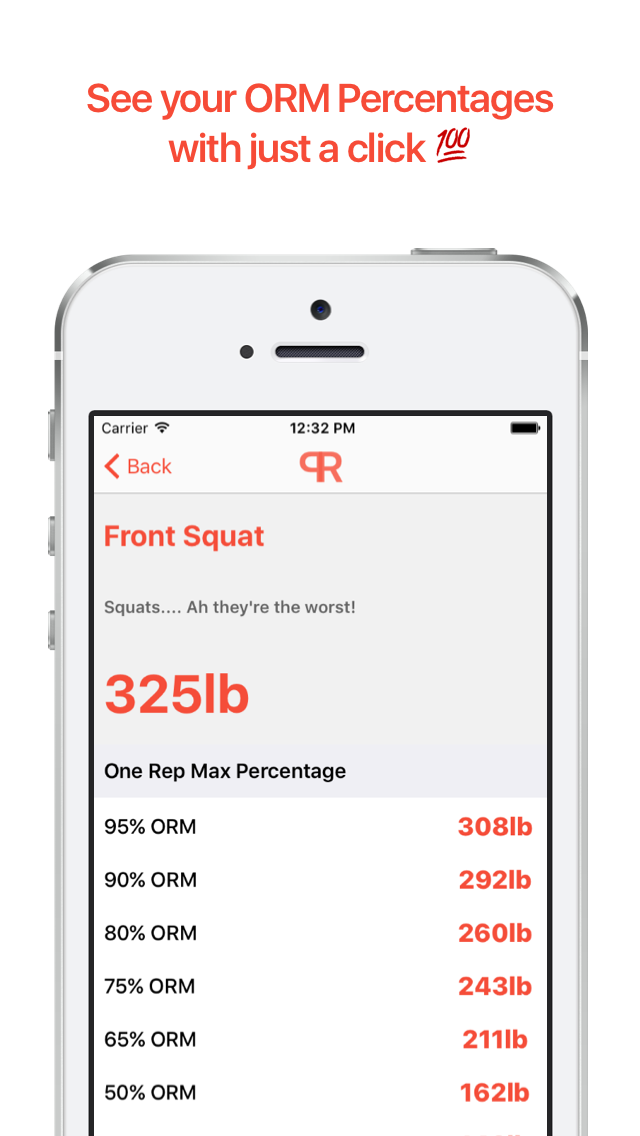 See your ORM Percentages
with just a click 💯
Carrier 12:32 PM
Back PR
Front Squat
Squats.... Ah they're the worst!
325lb
One Rep Max Percentage
95% ORM 308lb
90% ORM 292lb
80% ORM 260lb
75% ORM 243lb
65% ORM 211lb
50% ORM 162lb